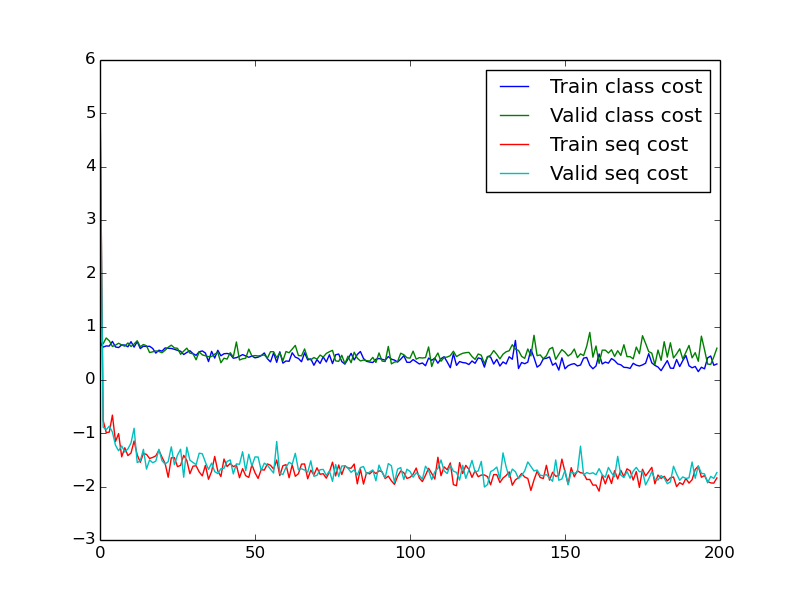 6
5
4
3
2
1
0
−1
−2
−3
0 50 100 150 200
Train class cost
Valid class cost
Train seq cost
Valid seq cost